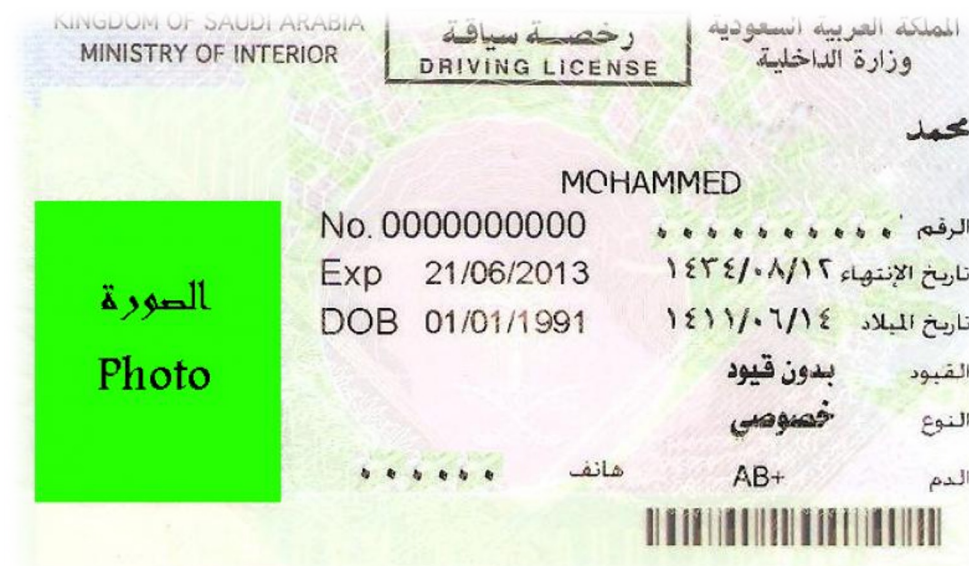 KINGDOM OF SAUDI ARABIA
MINISTRY OF INTERIOR
رخصة سياقة
DRIVING LICENSE
المملكة العربية السعودية
وزارة الداخلية
محمد
MOHAMMED
No. 0000000000 الرقم ٠٠٠٠٠٠٠٠٠٠
Exp 21/06/2013 تاريخ الإنتهاء ١٤٣٤/٠٨/١٢
DOB 01/01/1991 تاريخ الميلاد ١٤١١/٠٦/١٤
القيود بدون قيود
النوع خصوصي
الدم AB+ هاتف ٠٠٠٠٠٠
الصورة
Photo